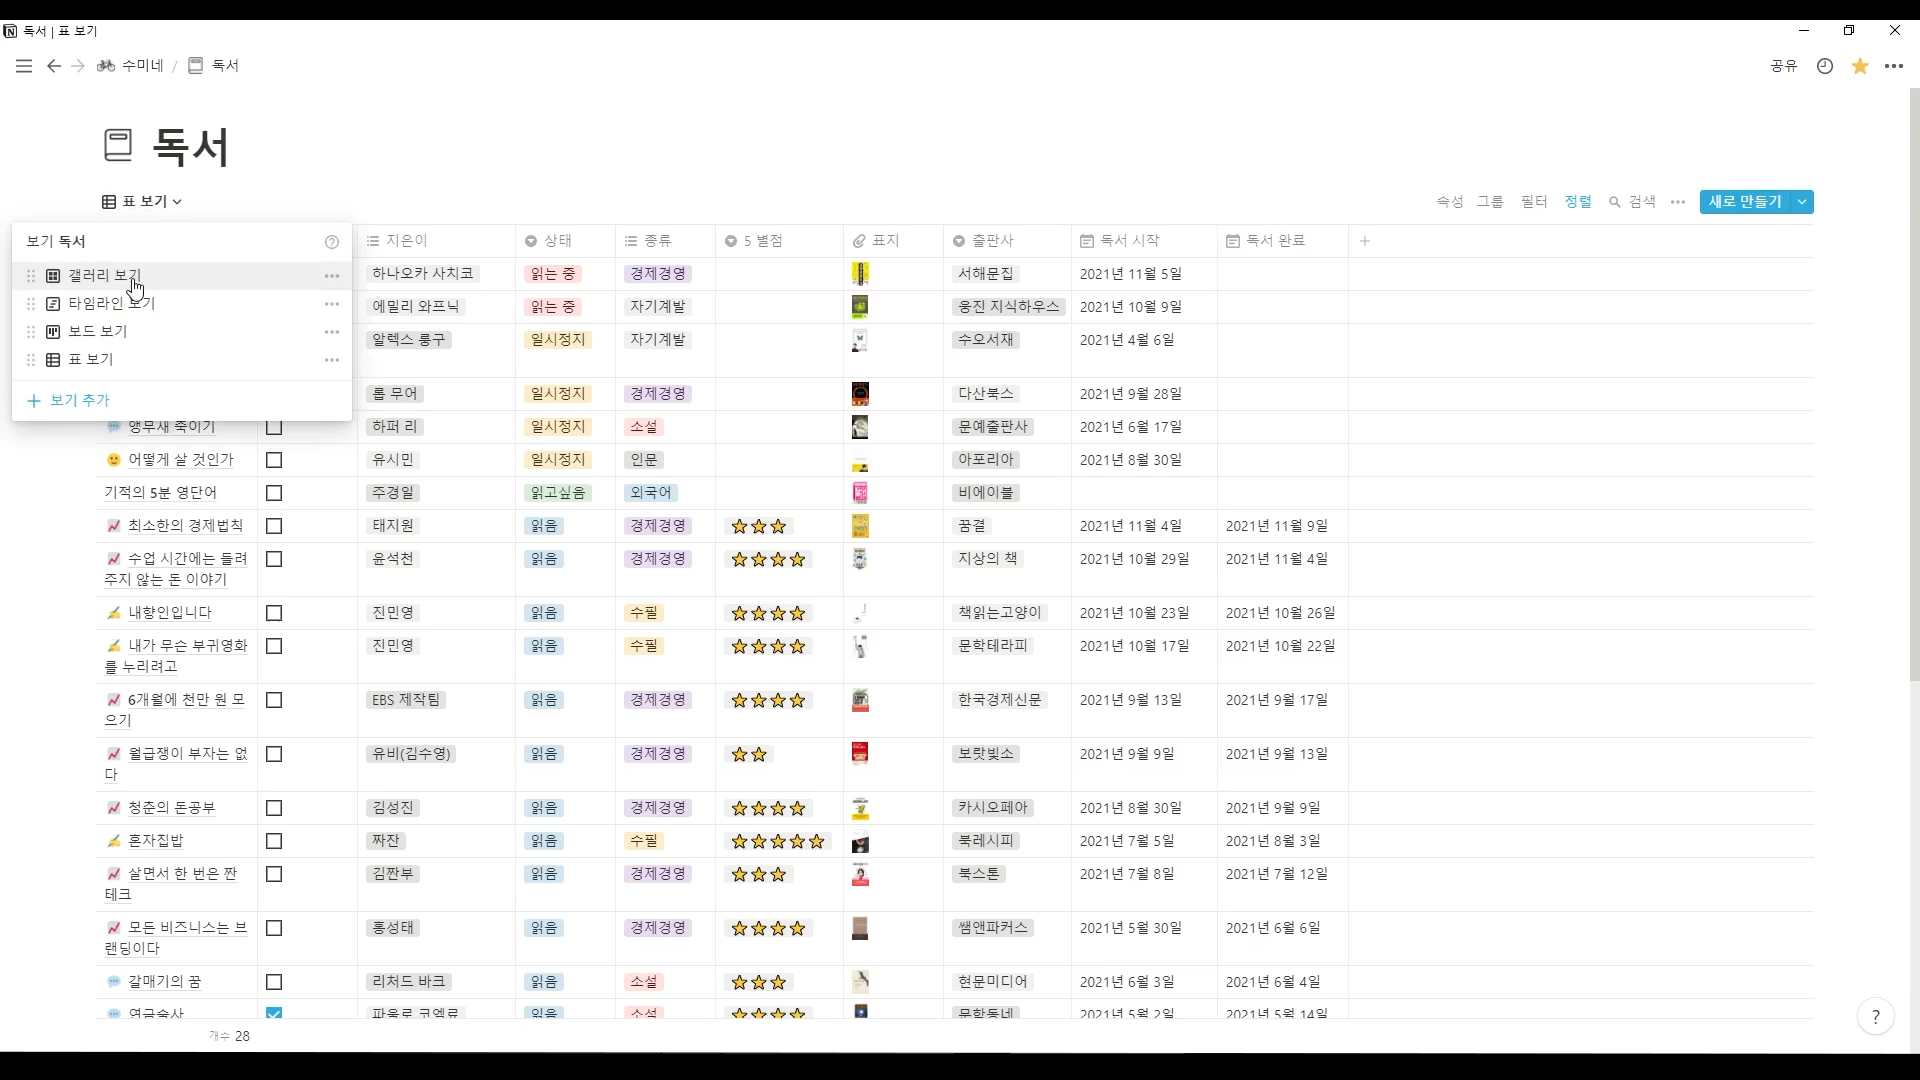 독서 | 표 보기
수미네 / 독서
공유
독서
표 보기
속성 그룹 필터 정렬 검색 새로 만들기
보기 독서
갤러리 보기
타임라인 보기
보드 보기
표 보기
보기 추가
지은이 상태 종류 5 별점 표지 출판사 독서 시작 독서 완료
하나오카 사치코 읽는 중 경제경영 서해문집 2021년 11월 5일
에밀리 와프닉 읽는 중 자기계발 웅진 지식하우스 2021년 10월 9일
알렉스 룽구 일시정지 자기계발 수오서재 2021년 4월 6일
롭 무어 일시정지 경제경영 다산북스 2021년 9월 28일
앵무새 죽이기 하퍼 리 일시정지 소설 문예출판사 2021년 6월 17일
어떻게 살 것인가 유시민 일시정지 인문 아포리아 2021년 8월 30일
기적의 5분 영단어 주경일 읽고싶음 외국어 비에이블
최소한의 경제법칙 태지원 읽음 경제경영 꿈결 2021년 11월 4일 2021년 11월 9일
수업 시간에는 들려 윤석천 읽음 경제경영 지상의 책 2021년 10월 29일 2021년 11월 4일
주지 않는 돈 이야기
내향인입니다 진민영 읽음 수필 책읽는고양이 2021년 10월 23일 2021년 10월 26일
내가 무슨 부귀영화 진민영 읽음 수필 문학테라피 2021년 10월 17일 2021년 10월 22일
를 누리려고
6개월에 천만 원 모 EBS 제작팀 읽음 경제경영 한국경제신문 2021년 9월 13일 2021년 9월 17일
으기
월급쟁이 부자는 없 유비(김수영) 읽음 경제경영 보랏빛소 2021년 9월 9일 2021년 9월 13일
다
청춘의 돈공부 김성진 읽음 경제경영 카시오페아 2021년 8월 30일 2021년 9월 9일
혼자집밥 짜잔 읽음 수필 북레시피 2021년 7월 5일 2021년 8월 3일
살면서 한 번은 짠 김짠부 읽음 경제경영 북스톤 2021년 7월 8일 2021년 7월 12일
테크
모든 비즈니스는 브 홍성태 읽음 경제경영 쌤앤파커스 2021년 5월 30일 2021년 6월 6일
랜딩이다
갈매기의 꿈 리처드 바크 읽음 소설 현문미디어 2021년 6월 3일 2021년 6월 4일
연금술사 파울로 코엘료 읽음 소설 문학동네 2021년 5월 2일 2021년 5월 14일
개수 28
?